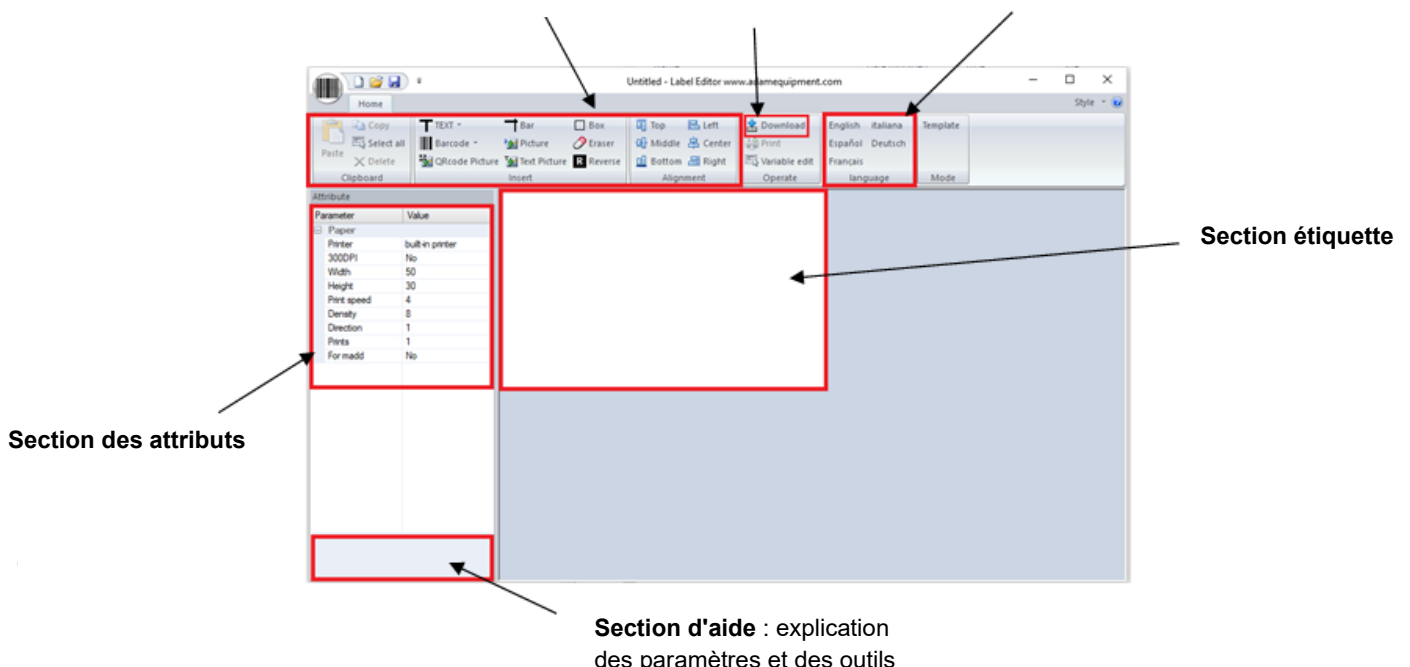 Untitled - Label Editor www.adamequipment.com
Home
Style
Paste
Copy
Select all
Delete
Clipboard
TEXT
Barcode
QRcode Picture
Bar
Picture
Text Picture
Box
Eraser
Reverse
Insert
Top
Middle
Bottom
Left
Center
Right
Alignment
Download
Print
Variable edit
Operate
English italiana
Español Deutsch
Français
language
Template
Mode
Attribute
Parameter Value
Paper
Printer built-in printer
300DPI No
Width 50
Height 30
Print speed 4
Density 8
Direction 1
Prints 1
For madd No
Section étiquette
Section des attributs
Section d'aide : explication
des paramètres et des outils